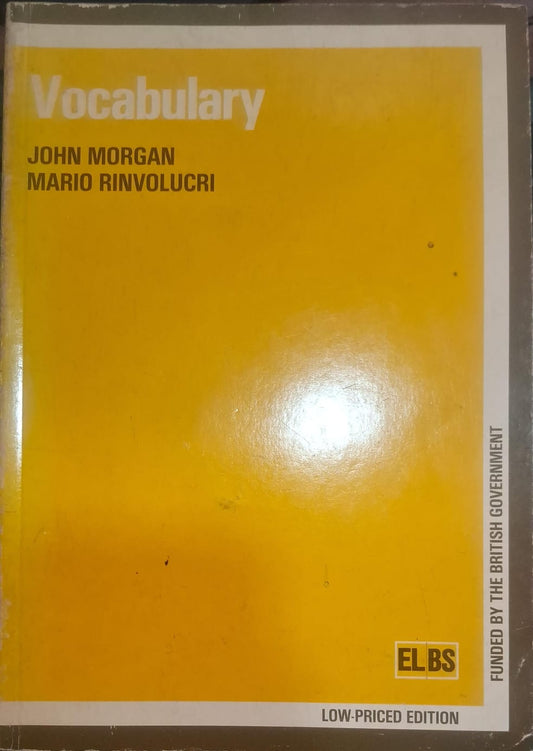 Vocabulary
JOHN MORGAN
MARIO RINVOLUCRI
FUNDED BY THE BRITISH GOVERNMENT
ELBS
LOW-PRICED EDITION